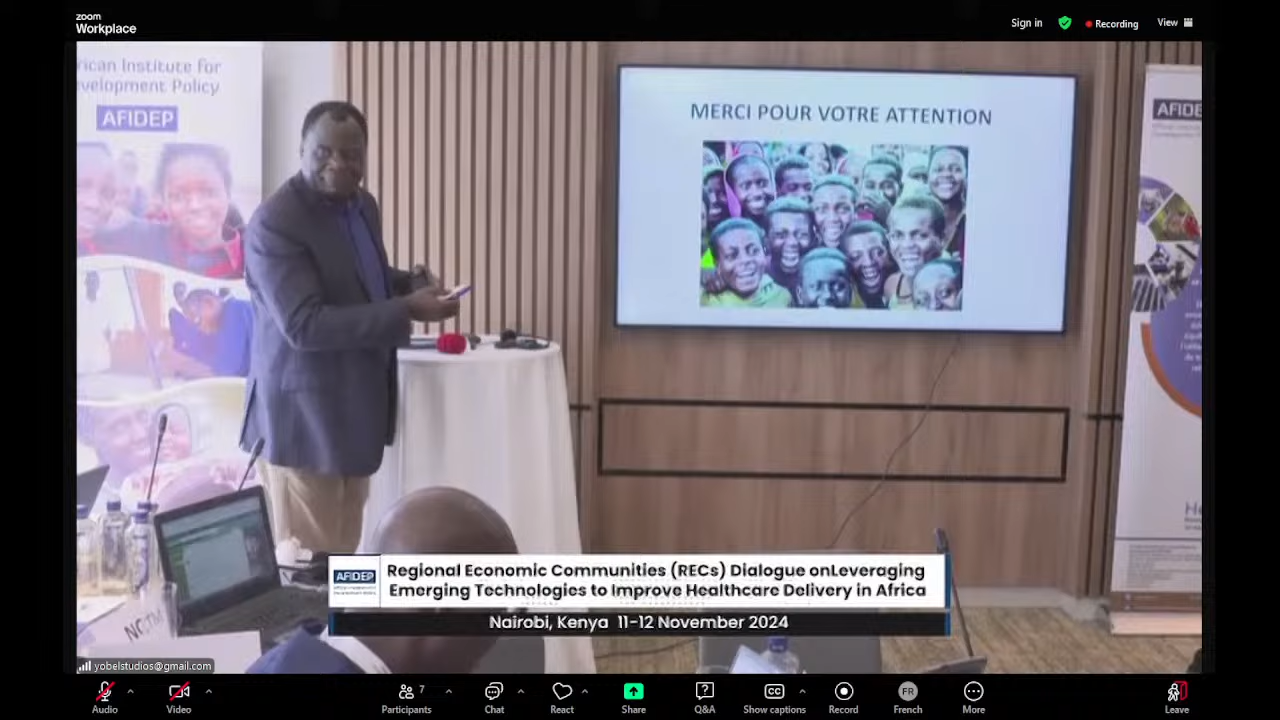 zoom
Workplace
Sign in
Recording
View
rican Institute for
velopment Policy
AFIDEP
MERCI POUR VOTRE ATTENTION
AFIDE
AFIDEP
Regional Economic Communities (RECs) Dialogue onLeveraging
Emerging Technologies to Improve Healthcare Delivery in Africa
Nairobi, Kenya 11-12 November 2024
yobelstudios@gmail.com
Audio
Video
Participants
7
Chat
React
Share
Q&A
CC
Show captions
Record
FR
French
More
Leave